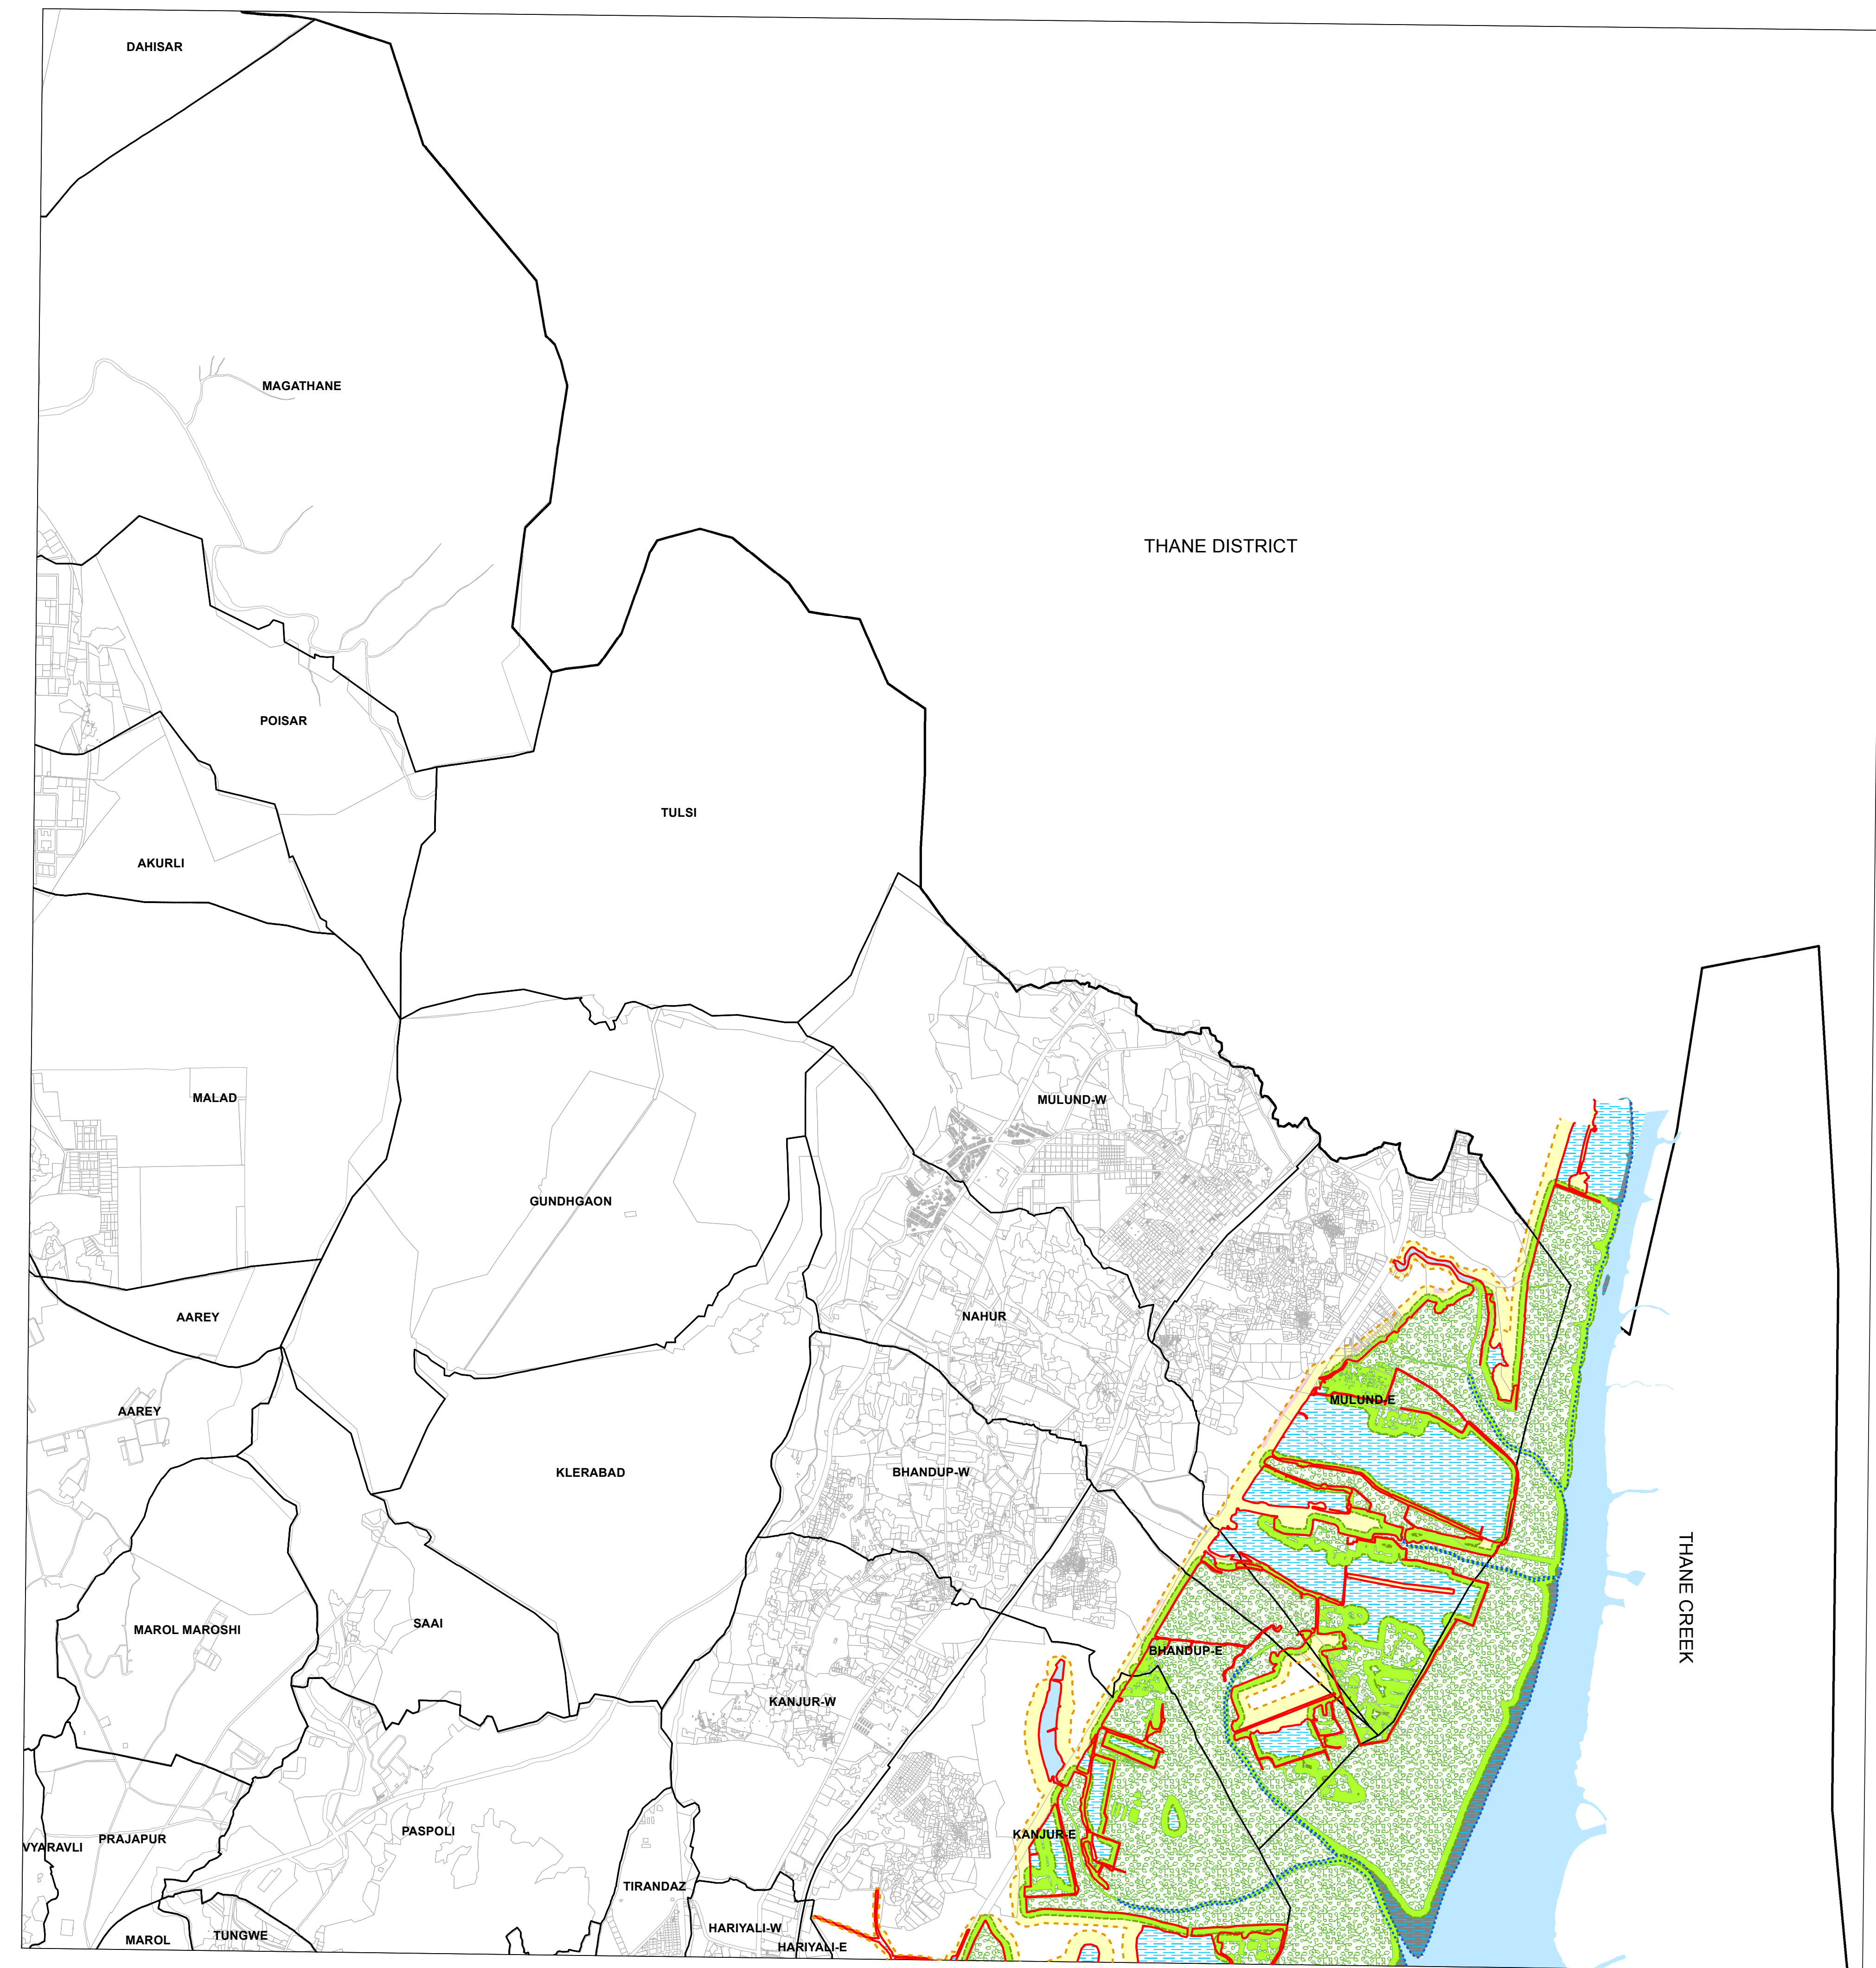 DAHISAR
MAGATHANE
THANE DISTRICT
POISAR
TULSI
AKURLI
MALAD
MULUND-W
GUNDHGAON
AAREY
NAHUR
MULUND-E
AAREY
KLERABAD
BHANDUP-W
THANE CREEK
SAAI
MAROL MAROSHI
BHANDUP-E
KANJUR-W
PASPOLI
KANJUR-E
PRAJAPUR
VYARAVLI
TIRANDAZ
HARIYALI-W
TUNGWE
MAROL
HARIYALI-E